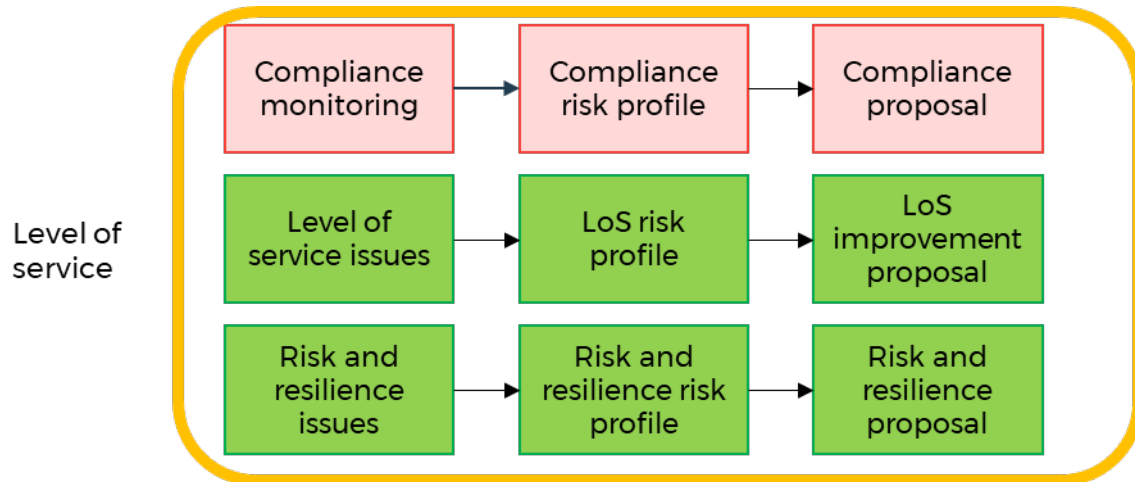 Compliance
monitoring
Compliance
risk profile
Compliance
proposal
Level of
service
Level of
service issues
LoS risk
profile
LoS
improvement
proposal
Risk and
resilience
issues
Risk and
resilience risk
profile
Risk and
resilience
proposal